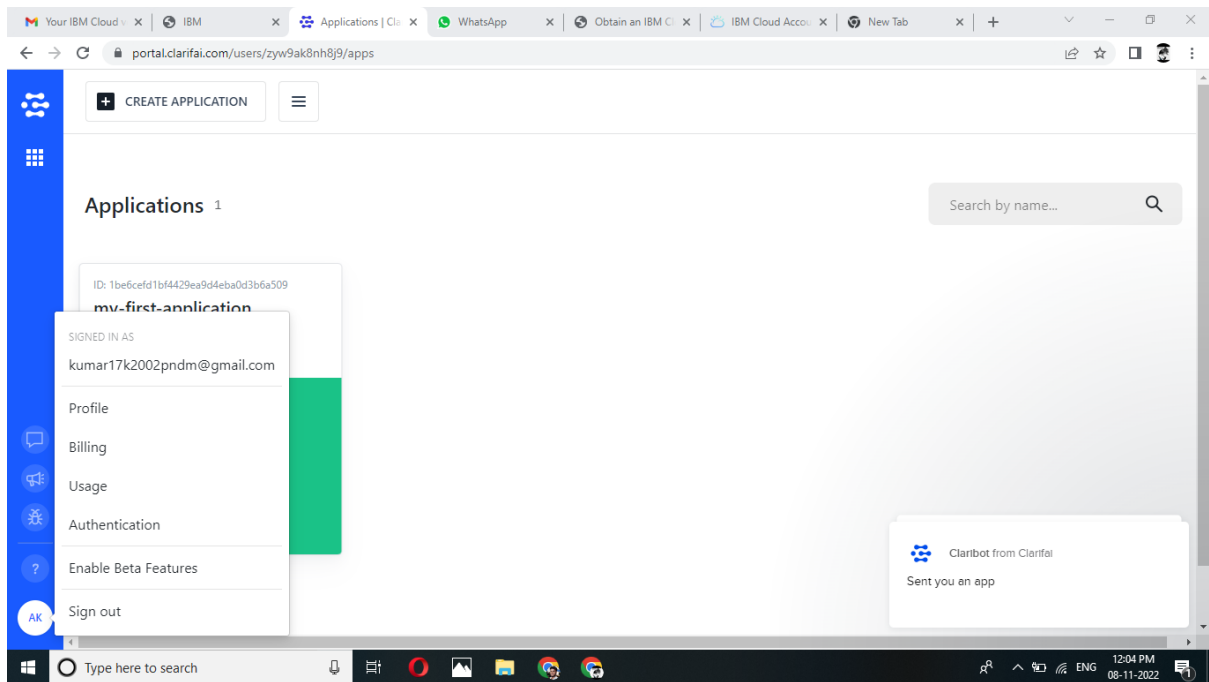 Your IBM Cloud v
IBM
Applications | Cla
WhatsApp
Obtain an IBM Cl
IBM Cloud Accou
New Tab
portal.clarifai.com/users/zyw9ak8nh8j9/apps
CREATE APPLICATION
Applications 1
Search by name...
ID: 1be6cefd1bf4429ea9d4eba0d3b6a509
my-first-application
SIGNED IN AS
kumar17k2002pndm@gmail.com
Profile
Billing
Usage
Authentication
Enable Beta Features
Sign out
?
AK
Claribot from Clarifai
Sent you an app
Type here to search
ENG
12:04 PM
08-11-2022
1